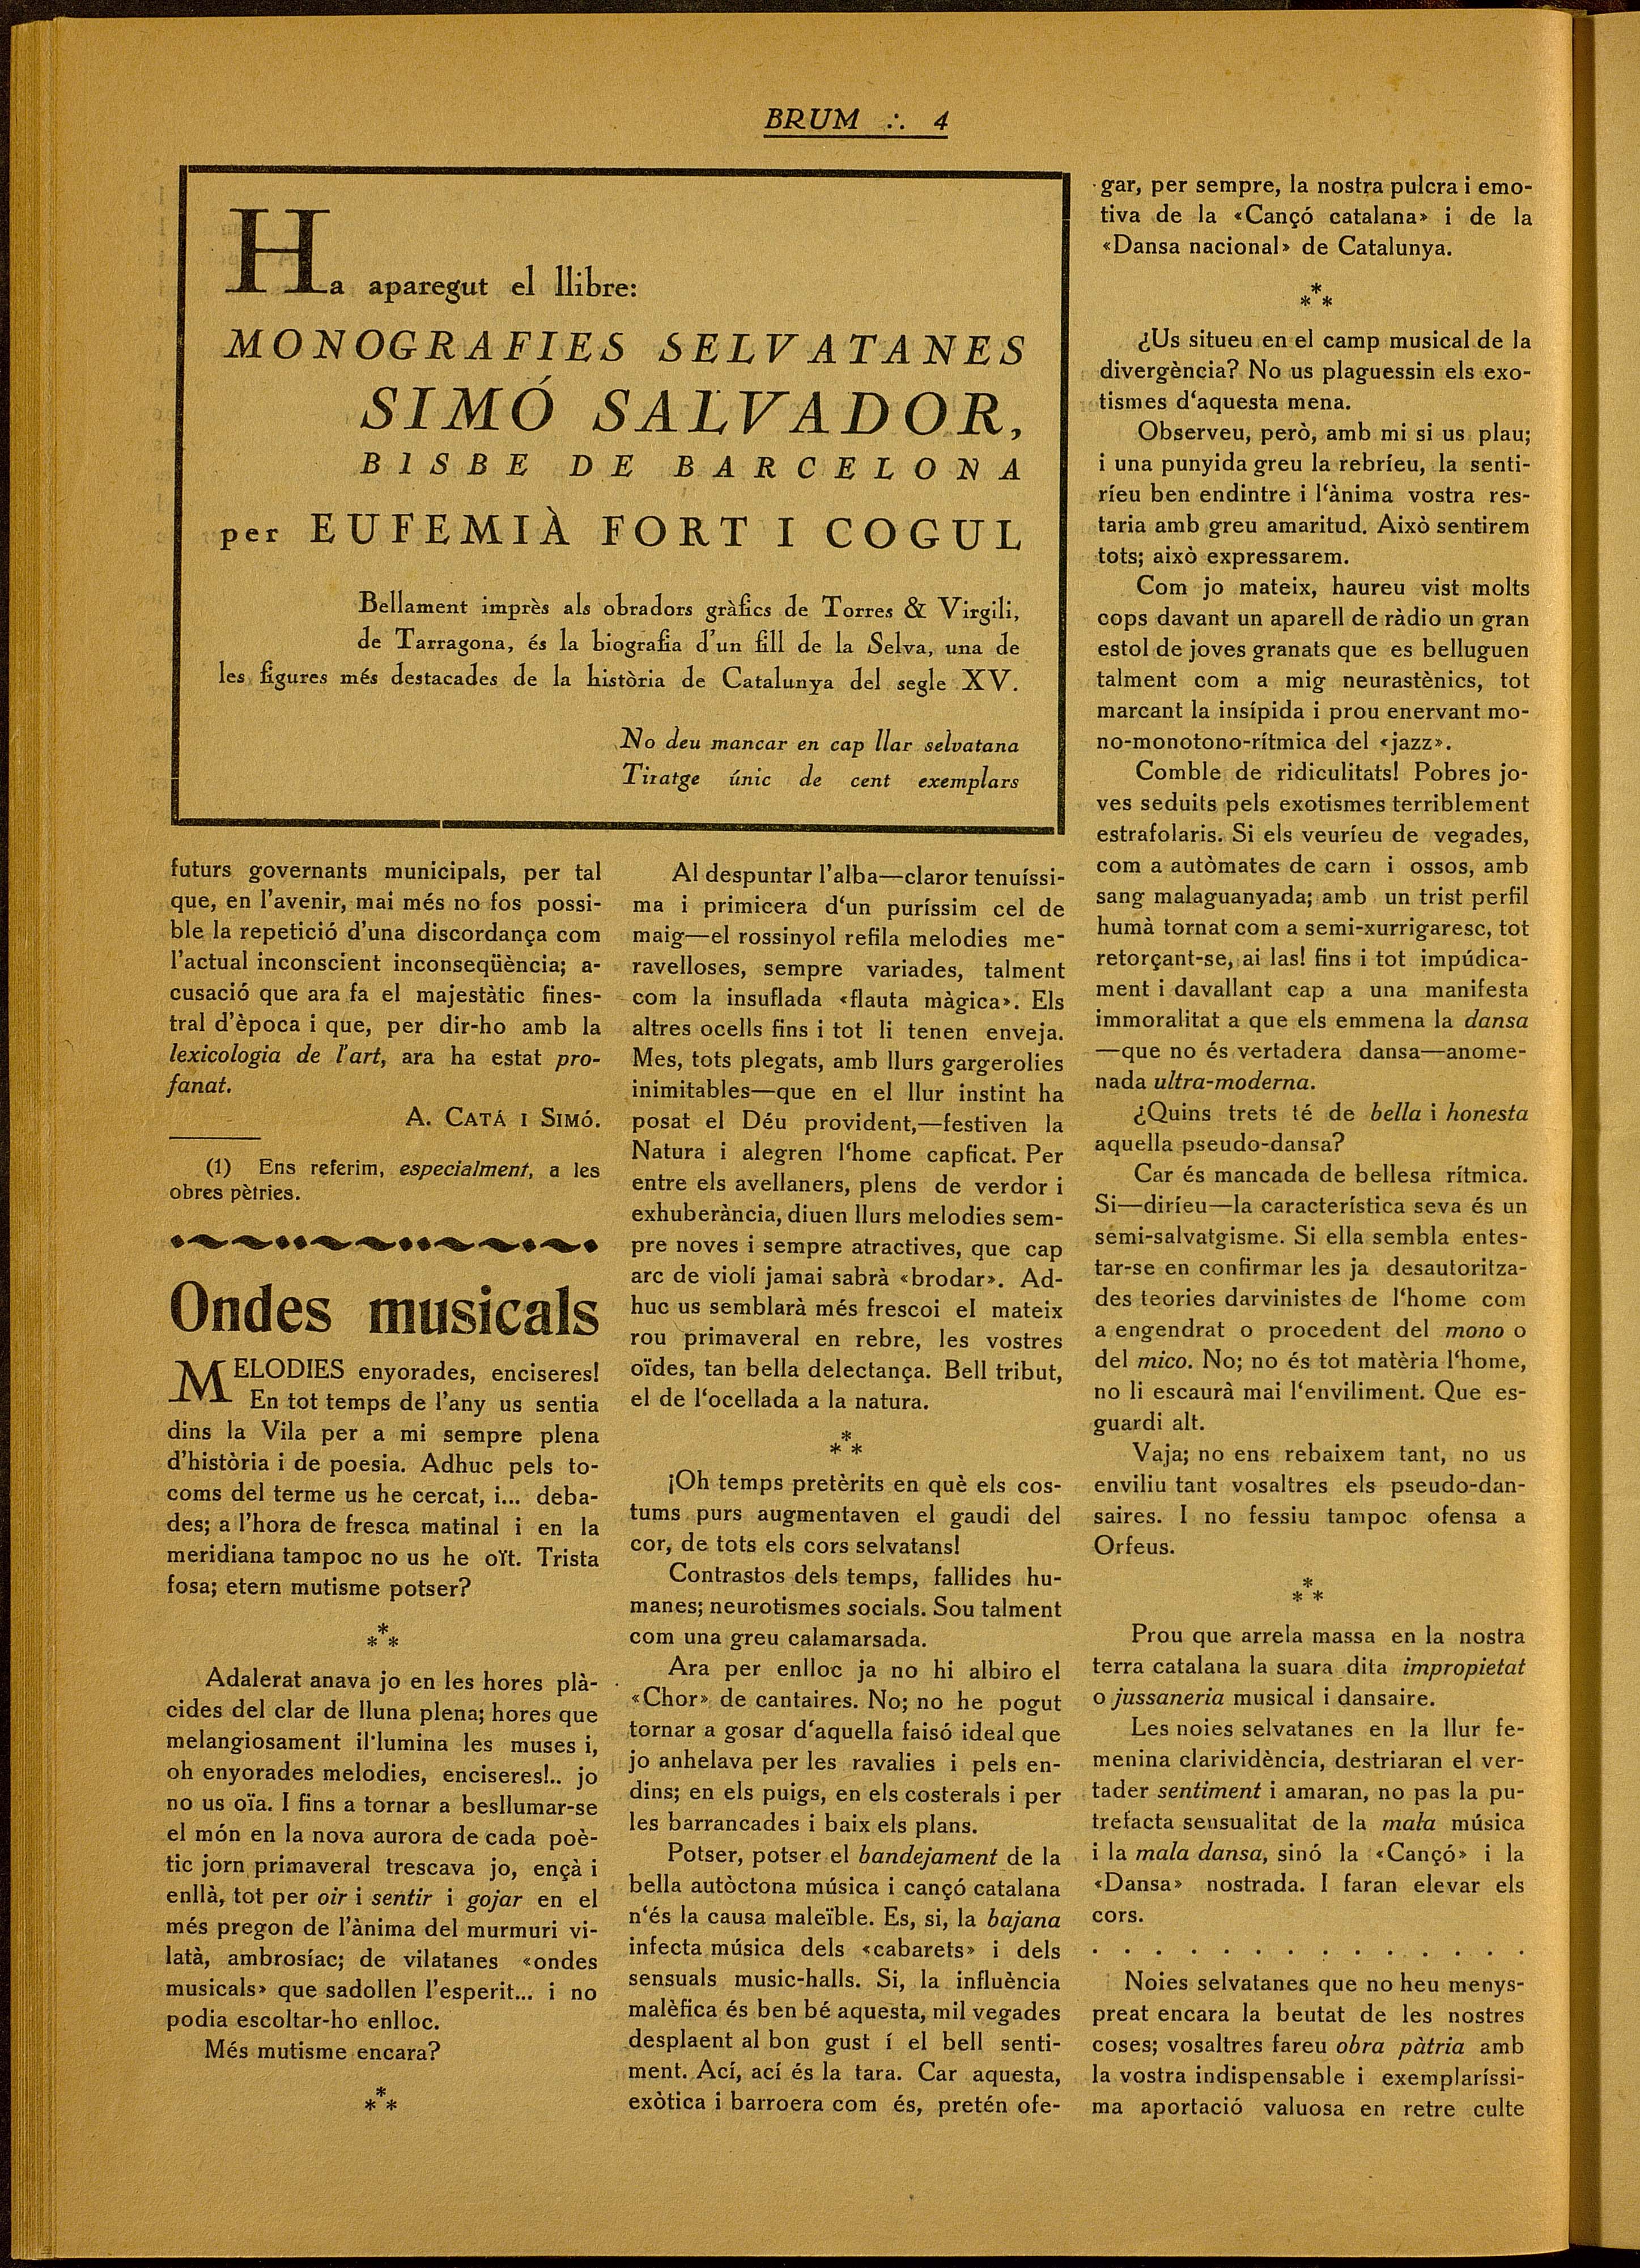 BRUM ∴ 4
Ha aparegut el llibre:
MONOGRAFIES SELVATANES
SIMÓ SALVADOR,
BISBE DE BARCELONA
per EUFEMIÀ FORT I COGUL
Bellament imprès als obradors gràfics de Torres & Virgili,
de Tarragona, és la biografia d'un fill de la Selva, una de
les figures més destacades de la història de Catalunya del segle XV.
No deu mancar en cap llar selvatana
Tiratge únic de cent exemplars
futurs governants municipals, per tal
que, en l'avenir, mai més no fos possi-
ble la repetició d'una discordança com
l'actual inconscient inconseqüència; a-
cusació que ara fa el majestàtic fines-
tral d'època i que, per dir-ho amb la
lexicologia de l'art, ara ha estat pro-
fanat.
A. CATÁ I SIMÓ.
(1) Ens referim, especialment, a les
obres pètries.
Ondes musicals
MELODIES enyorades, enciseres!
En tot temps de l'any us sentia
dins la Vila per a mi sempre plena
d'història i de poesia. Adhuc pels to-
coms del terme us he cercat, i... deba-
des; a l'hora de fresca matinal i en la
meridiana tampoc no us he oït. Trista
fosa; etern mutisme potser?
***
Adalerat anava jo en les hores plà-
cides del clar de lluna plena; hores que
melangiosament il·lumina les muses i,
oh enyorades melodies, enciseres!.. jo
no us oïa. I fins a tornar a besllumar-se
el món en la nova aurora de cada poè-
tic jorn primaveral trescava jo, ençà i
enllà, tot per oir i sentir i gojar en el
més pregon de l'ànima del murmuri vi-
latà, ambrosíac; de vilatanes «ondes
musicals» que sadollen l'esperit... i no
podia escoltar-ho enlloc.
Més mutisme encara?
***
Al despuntar l'alba—claror tenuíssi-
ma i primicera d'un puríssim cel de
maig—el rossinyol refila melodies me-
ravelloses, sempre variades, talment
com la insuflada «flauta màgica». Els
altres ocells fins i tot li tenen enveja.
Mes, tots plegats, amb llurs gargerolies
inimitables—que en el llur instint ha
posat el Déu provident,—festiven la
Natura i alegren l'home capficat. Per
entre els avellaners, plens de verdor i
exhuberància, diuen llurs melodies sem-
pre noves i sempre atractives, que cap
arc de violí jamai sabrà «brodar». Ad-
huc us semblarà més frescoi el mateix
rou primaveral en rebre, les vostres
oïdes, tan bella delectança. Bell tribut,
el de l'ocellada a la natura.
***
¡Oh temps pretèrits en què els cos-
tums purs augmentaven el gaudi del
cor, de tots els cors selvatans!
Contrastos dels temps, fallides hu-
manes; neurotismes socials. Sou talment
com una greu calamarsada.
Ara per enlloc ja no hi albiro el
«Chor» de cantaires. No; no he pogut
tornar a gosar d'aquella faisó ideal que
jo anhelava per les ravalies i pels en-
dins; en els puigs, en els costerals i per
les barrancades i baix els plans.
Potser, potser el bandejament de la
bella autòctona música i cançó catalana
n'és la causa maleïble. Es, si, la bajana
infecta música dels «cabarets» i dels
sensuals music-halls. Si, la influència
malèfica és ben bé aquesta, mil vegades
desplaent al bon gust í el bell senti-
ment. Ací, ací és la tara. Car aquesta,
exòtica i barroera com és, pretén ofe-
gar, per sempre, la nostra pulcra i emo-
tiva de la «Cançó catalana» i de la
«Dansa nacional» de Catalunya.
***
¿Us situeu en el camp musical de la
divergència? No us plaguessin els exo-
tismes d'aquesta mena.
Observeu, però, amb mi si us plau;
i una punyida greu la rebríeu, la senti-
ríeu ben endintre i l'ànima vostra res-
taria amb greu amaritud. Això sentirem
tots; això expressarem.
Com jo mateix, haureu vist molts
cops davant un aparell de ràdio un gran
estol de joves granats que es belluguen
talment com a mig neurastènics, tot
marcant la insípida i prou enervant mo-
no-monotono-rítmica del «jazz».
Comble de ridiculitats! Pobres jo-
ves seduits pels exotismes terriblement
estrafolaris. Si els veuríeu de vegades,
com a autòmates de carn i ossos, amb
sang malaguanyada; amb un trist perfil
humà tornat com a semi-xurrigaresc, tot
retorçant-se, ai las! fins i tot impúdica-
ment i davallant cap a una manifesta
immoralitat a que els emmena la dansa
—que no és vertadera dansa—anome-
nada ultra-moderna.
¿Quins trets té de bella i honesta
aquella pseudo-dansa?
Car és mancada de bellesa rítmica.
Si—diríeu—la característica seva és un
semi-salvatgisme. Si ella sembla entes-
tar-se en confirmar les ja desautoritza-
des teories darvinistes de l'home com
a engendrat o procedent del mono o
del mico. No; no és tot matèria l'home,
no li escaurà mai l'enviliment. Que es-
guardi alt.
Vaja; no ens rebaixem tant, no us
enviliu tant vosaltres els pseudo-dan-
saires. I no fessiu tampoc ofensa a
Orfeus.
***
Prou que arrela massa en la nostra
terra catalana la suara dita impropietat
o jussaneria musical i dansaire.
Les noies selvatanes en la llur fe-
menina clarividència, destriaran el ver-
tader sentiment i amaran, no pas la pu-
trefacta sensualitat de la mala música
i la mala dansa, sinó la «Cançó» i la
«Dansa» nostrada. I faran elevar els
cors.
. . . . . . . . . . . . . .
Noies selvatanes que no heu menys-
preat encara la beutat de les nostres
coses; vosaltres fareu obra pàtria amb
la vostra indispensable i exemplaríssi-
ma aportació valuosa en retre culte